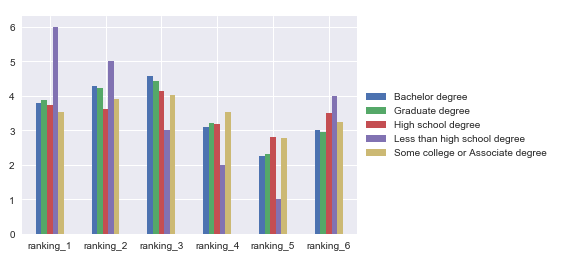 6
5
4
3
2
1
0
ranking_1 ranking_2 ranking_3 ranking_4 ranking_5 ranking_6
Bachelor degree
Graduate degree
High school degree
Less than high school degree
Some college or Associate degree